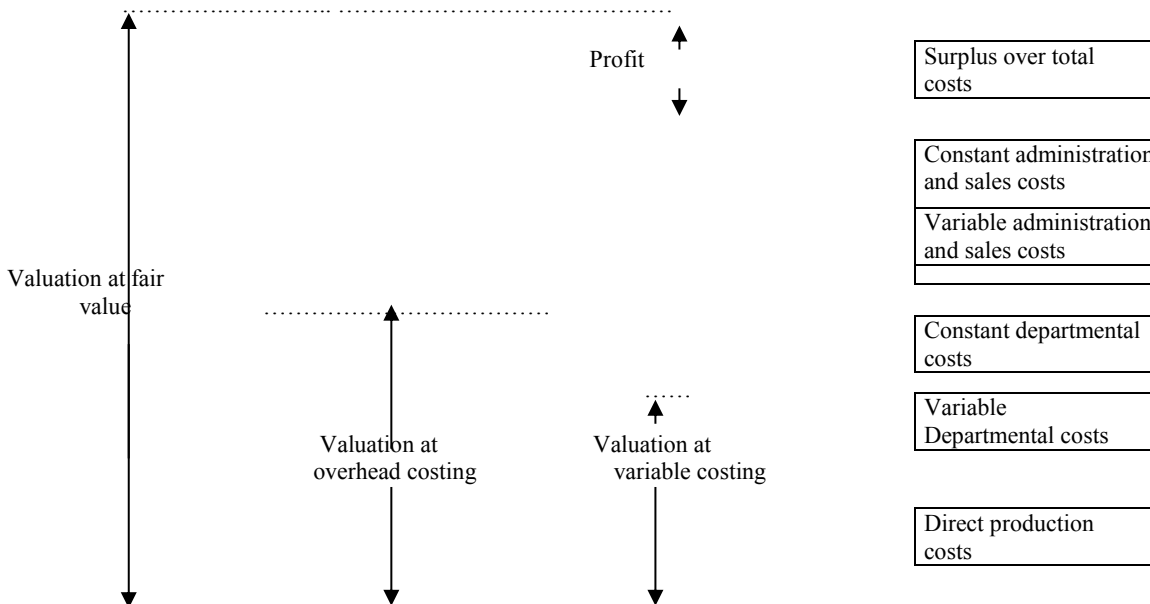 Profit
Surplus over total
costs
Constant administration
and sales costs
Variable administration
and sales costs
Valuation at fair
value
Constant departmental
costs
Variable
Departmental costs
Valuation at
overhead costing
Valuation at
variable costing
Direct production
costs